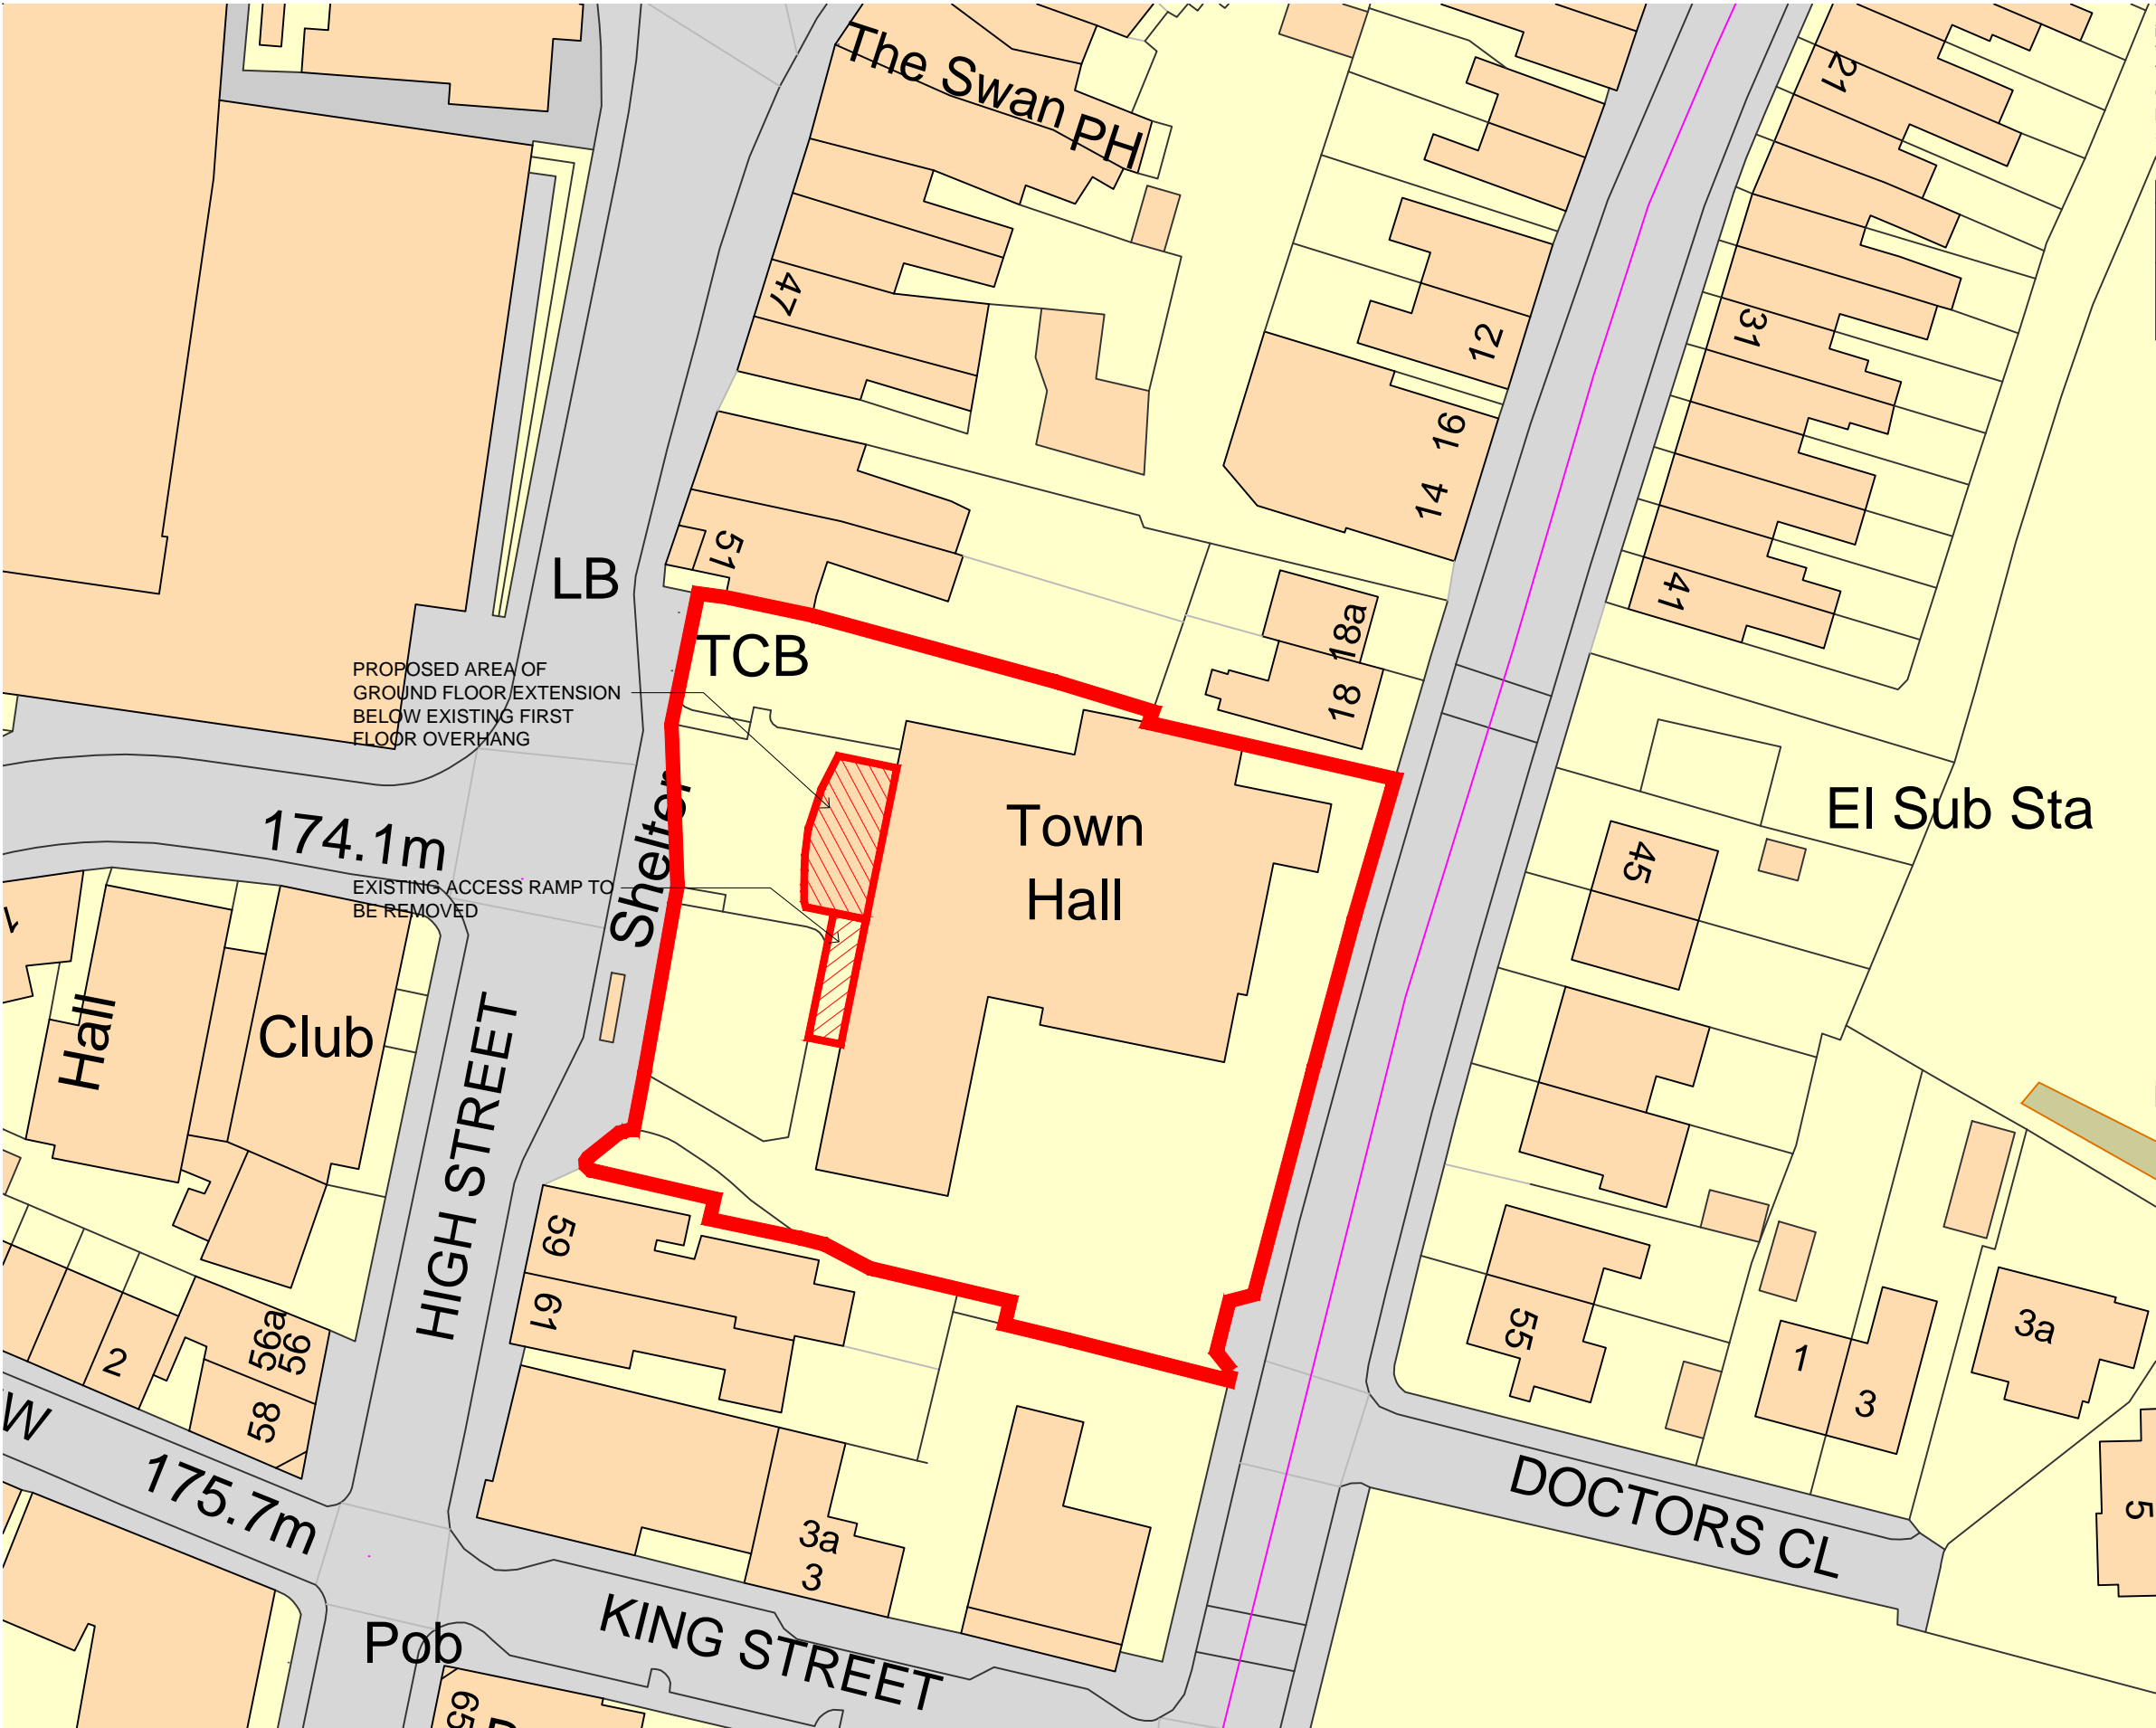 The Swan PH
21
47
31
12
16
14
51
LB
41
18a
TCB
18
PROPOSED AREA OF
GROUND FLOOR EXTENSION
BELOW EXISTING FIRST
FLOOR OVERHANG
Town
Hall
El Sub Sta
174.1m
Shelter
45
EXISTING ACCESS RAMP TO
BE REMOVED
Hall
Club
HIGH STREET
59
61
56a
56
2
58
55
1
3
3a
5
W
175.7m
DOCTORS CL
3a
3
KING STREET
Pob
65